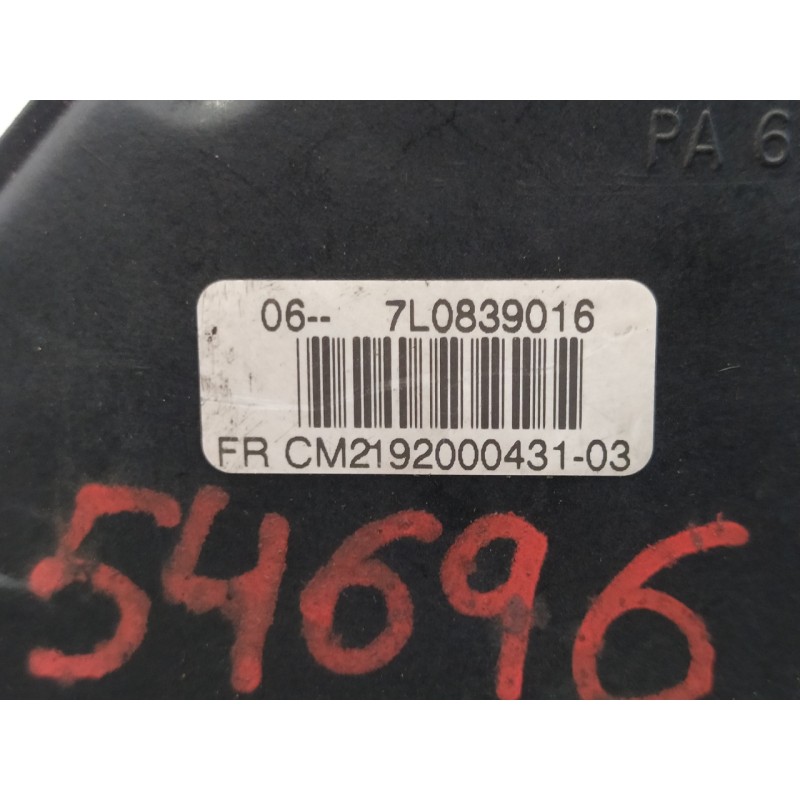 PA 6
06-- 7L0839016
FR CM2192000431-03
54696